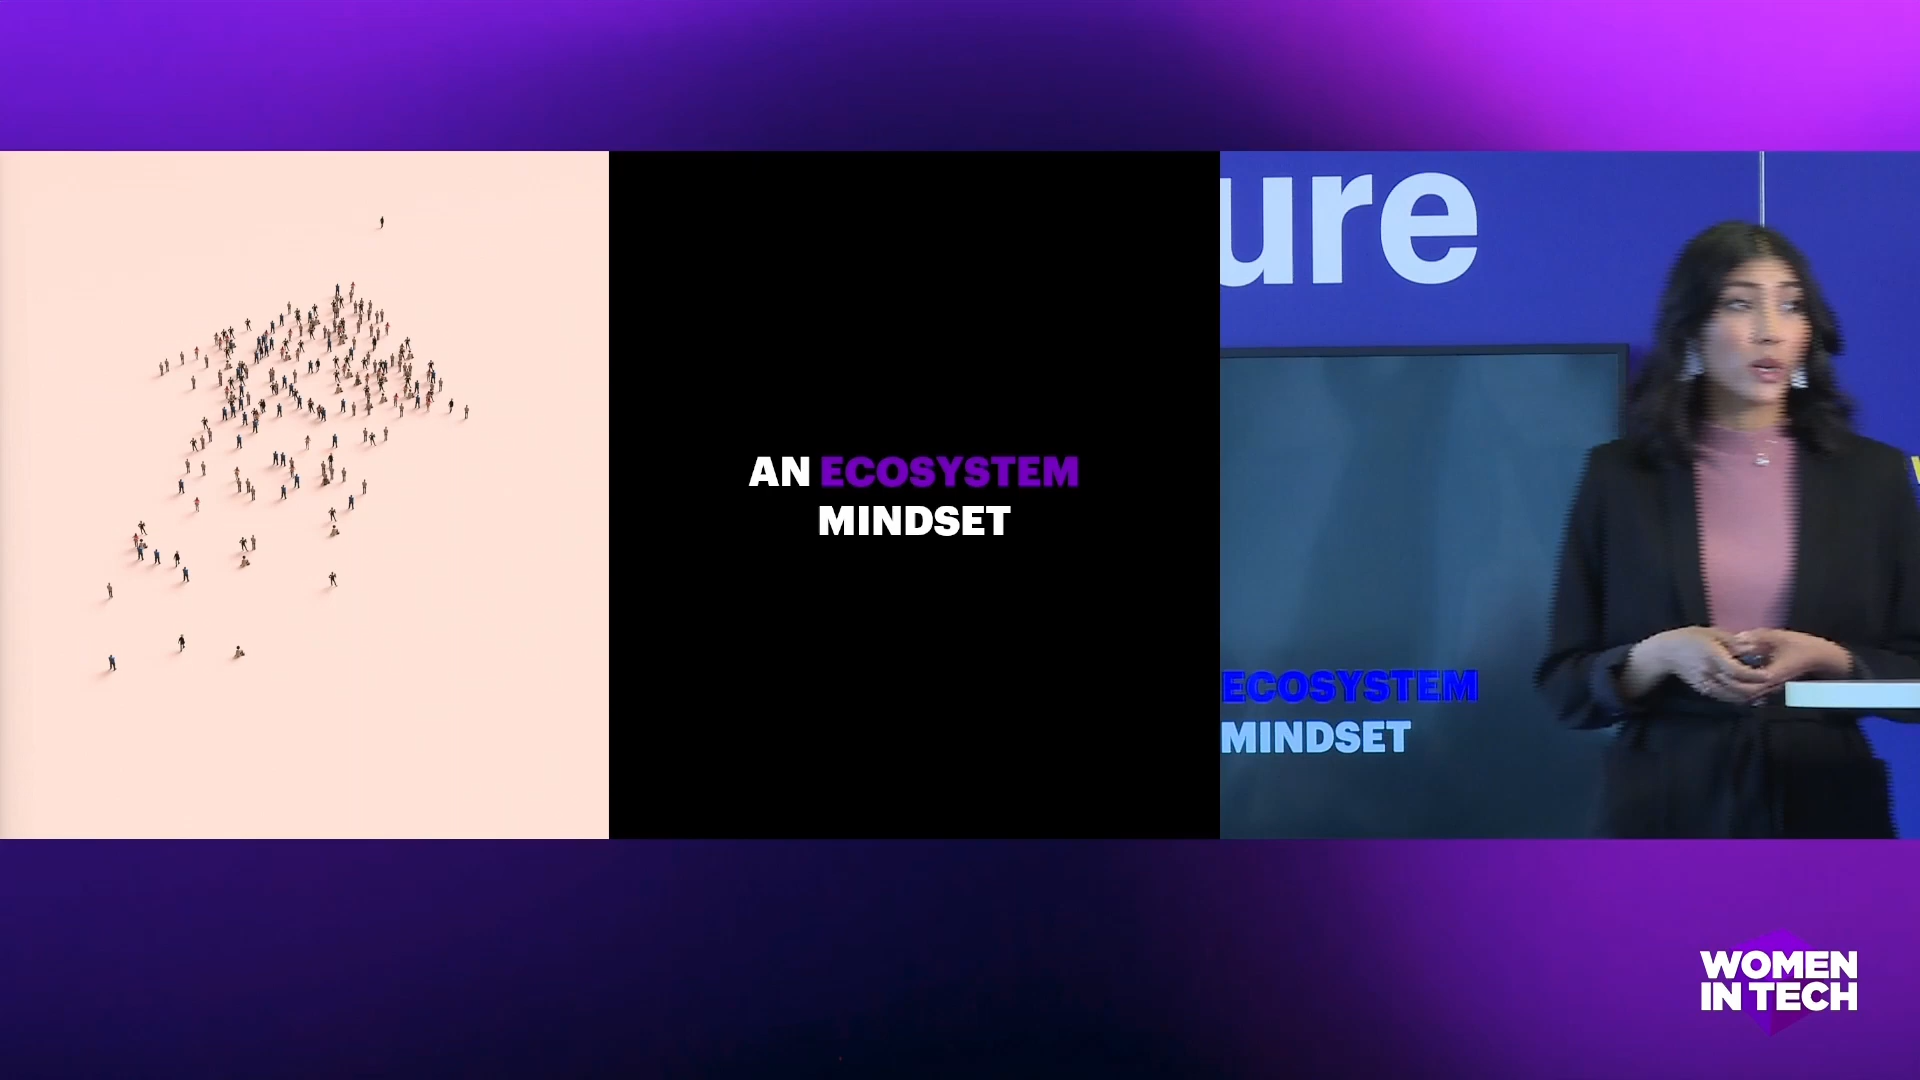 AN ECOSYSTEM
MINDSET
ure
ECOSYSTEM
MINDSET
WOMEN
IN TECH